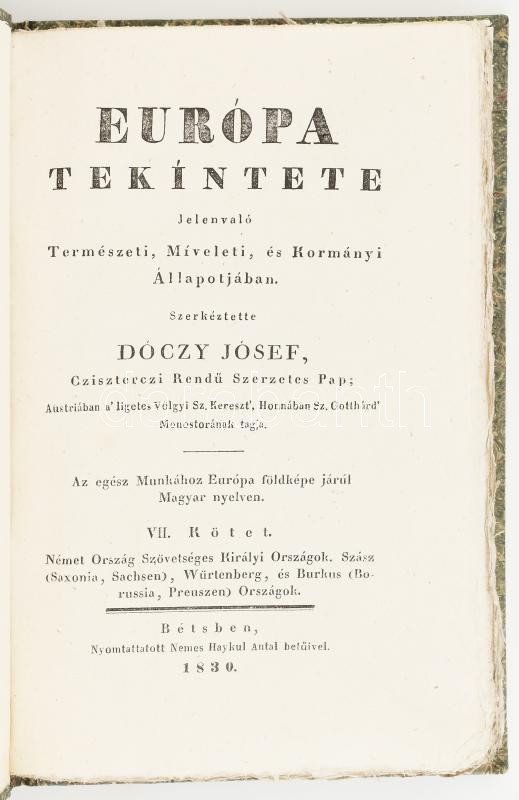 EURÓPA
TEKÍNTETE
Jelenvaló
Természeti, Míveleti, és Kormányi
Állapotjában.
Szerkéztette
DÓCZY JÓSEF,
Cziszterczi Rendű Szerzetes Pap;
Austriában a' ligetes Völgyi Sz. Kereszt', Honnában Sz. Gotthárd'
Monostorának tagja.
Az egész Munkához Európa földképe járúl
Magyar nyelven.
VII. Kötet.
Német Ország Szövetséges Királyi Országok. Szász
(Saxonia, Sachsen), Würtenberg, és Burkus (Bo-
russia, Preuszen) Országok.
Bétsben,
Nyomtattatott Nemes Haykul Antal betűivel.
1830.